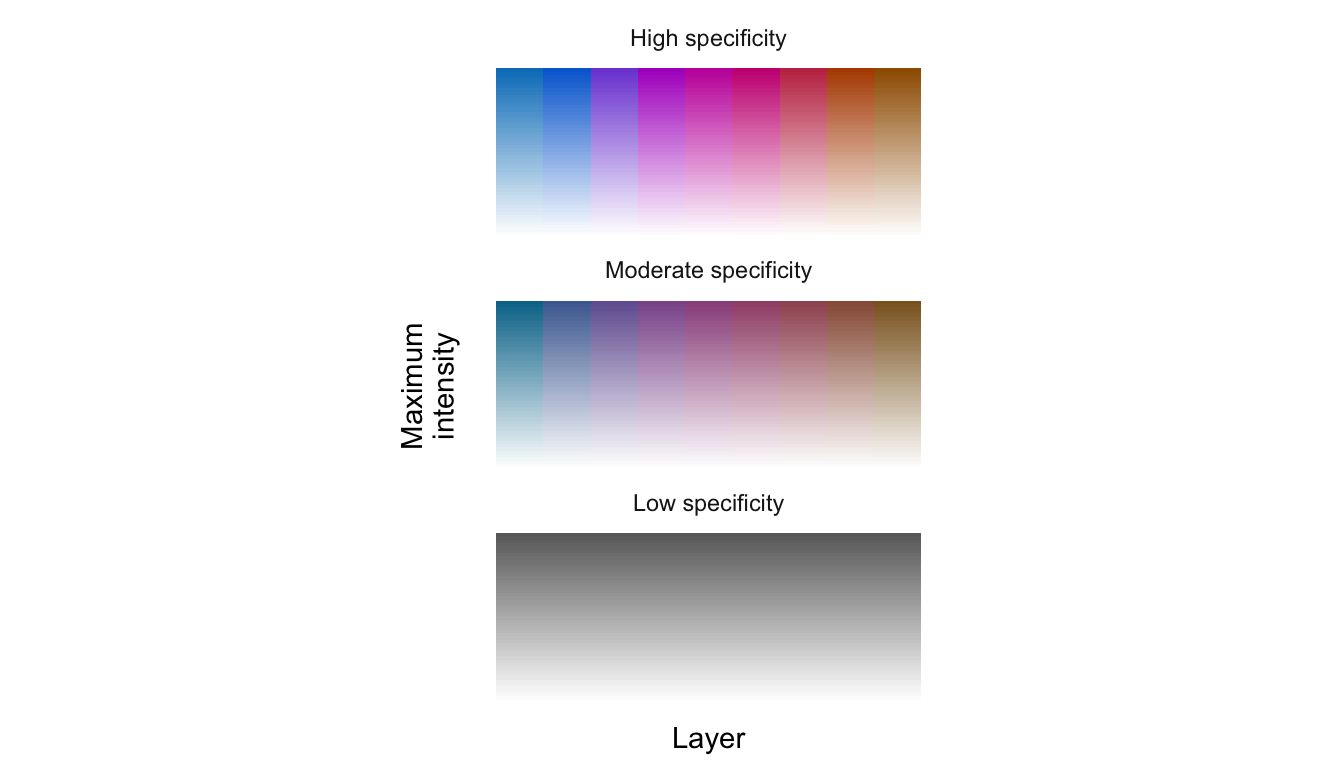 High specificity
Moderate specificity
Maximum
intensity
Low specificity
Layer